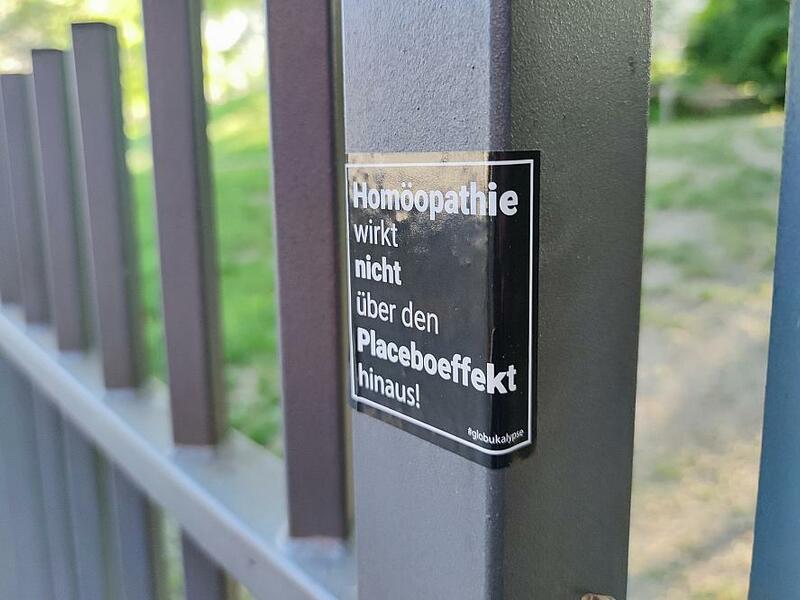 Homöopathie
wirkt
nicht
über den
Placeboeffekt
hinaus!
#globukalypse